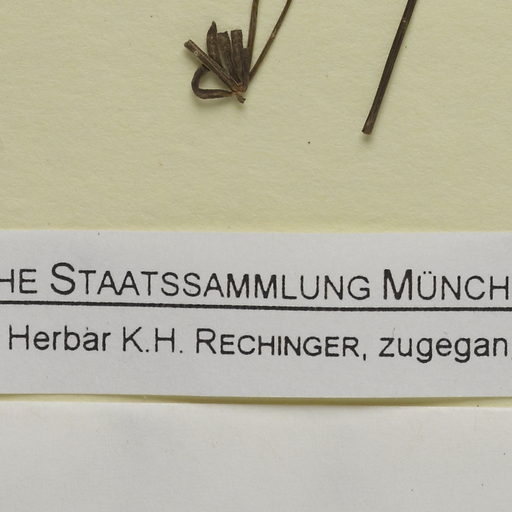 HE STAATSSAMMLUNG MÜNCH
Herbar K.H. RECHINGER, zugegan